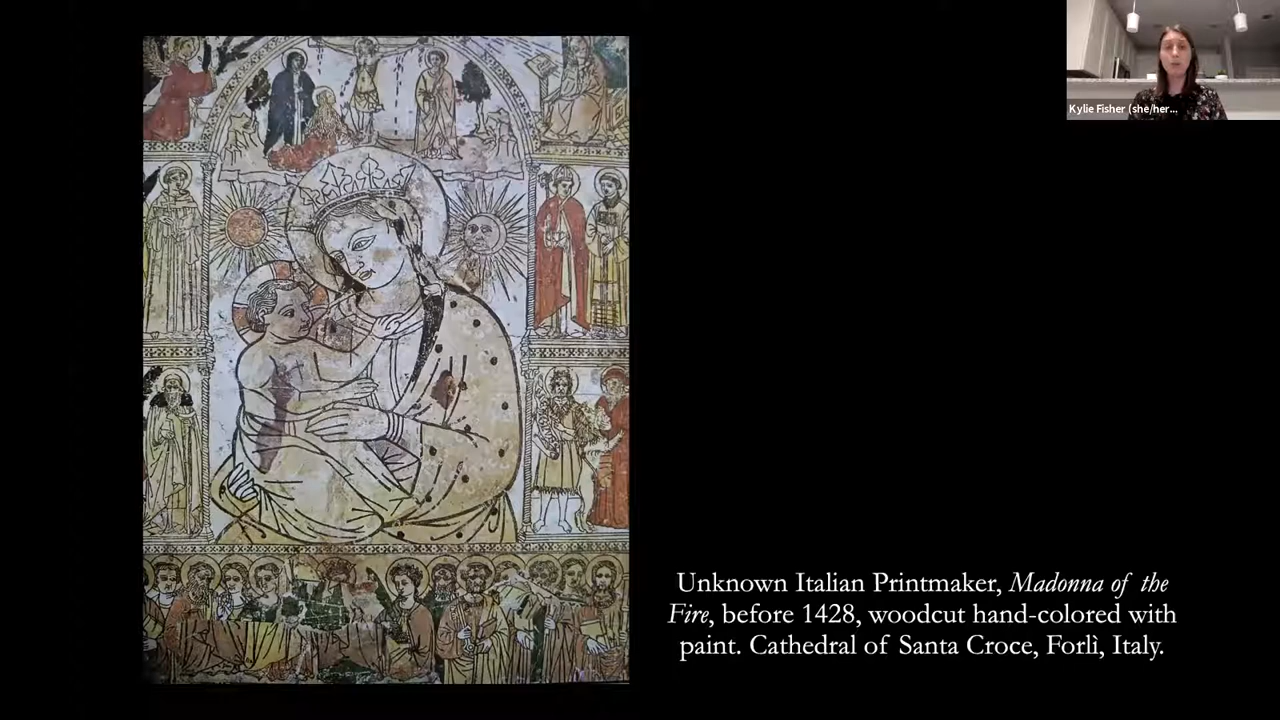 Kylie Fisher (she/her...
Unknown Italian Printmaker, Madonna of the
Fire, before 1428, woodcut hand-colored with
paint. Cathedral of Santa Croce, Forlì, Italy.